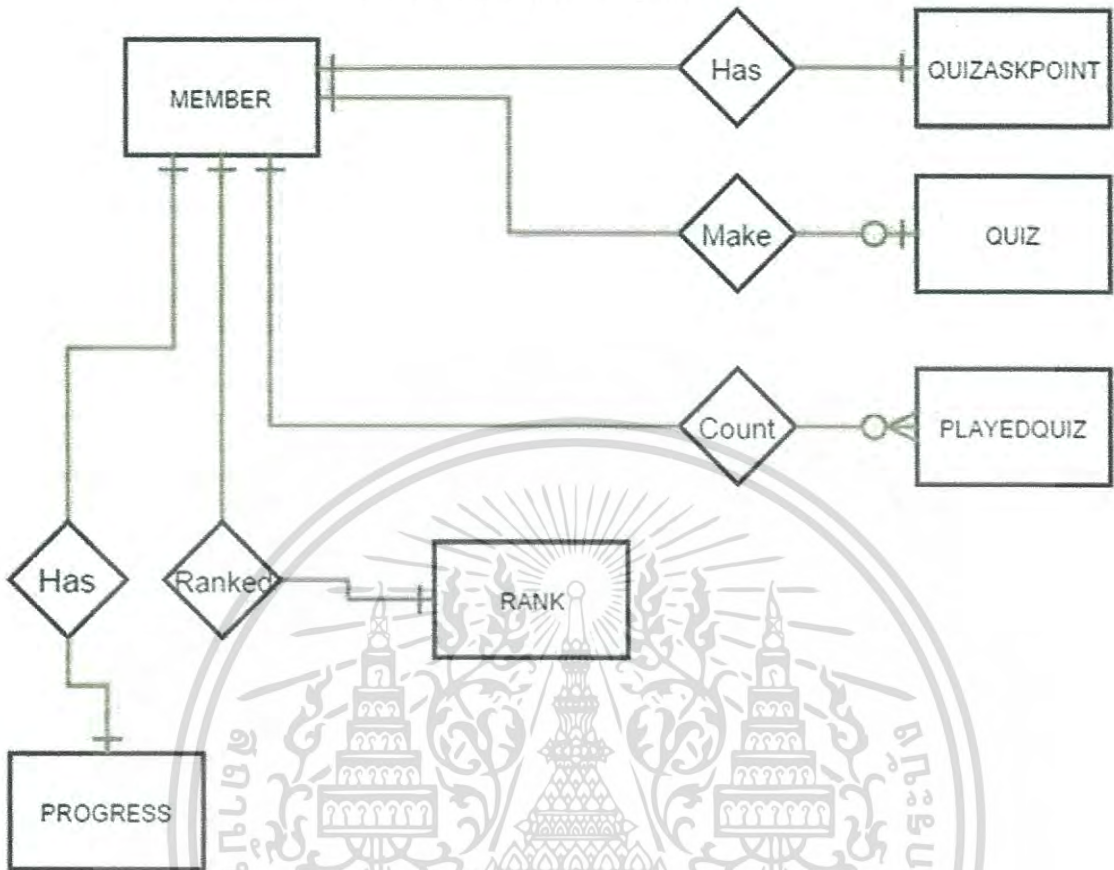 MEMBER
Has
QUIZASKPOINT
Make
QUIZ
Count
PLAYEDQUIZ
Has
Ranked
RANK
PROGRESS